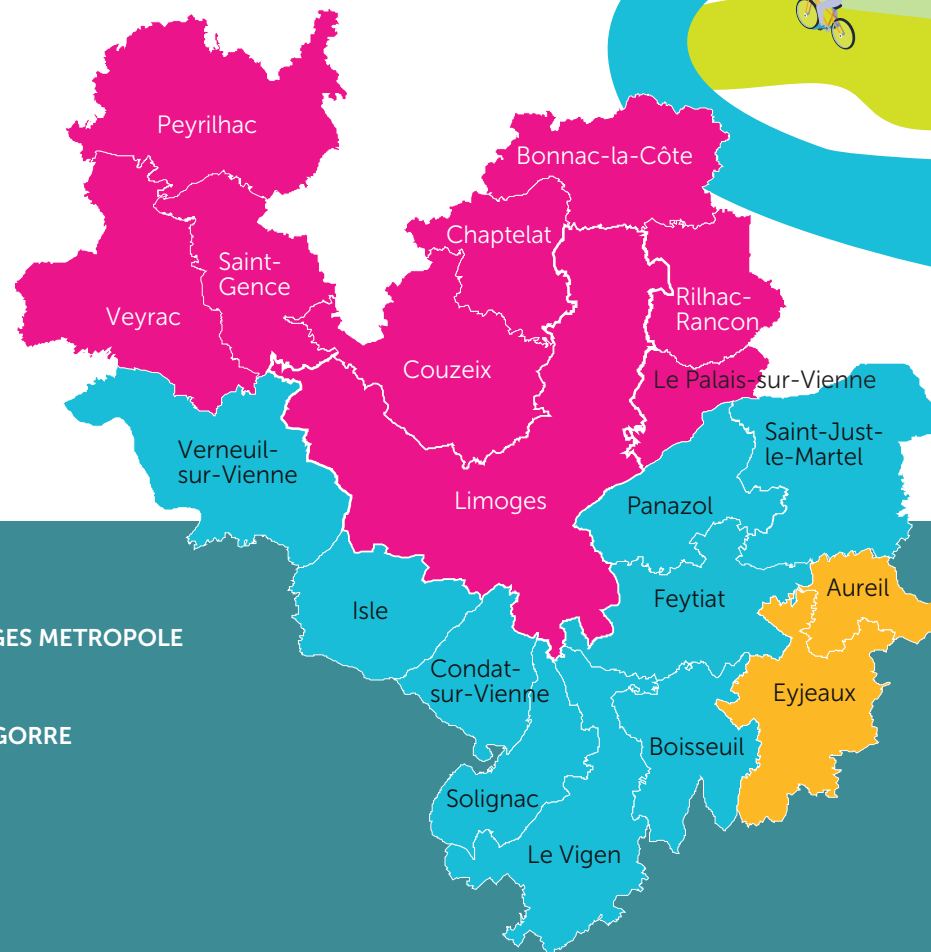 Peyrilhac
Bonnac-la-Côte
Chaptelat
Saint-
Gence
Rilhac-
Rancon
Veyrac
Couzeix
Le Palais-sur-Vienne
Verneuil-
sur-Vienne
Saint-Just-
le-Martel
Limoges
Panazol
Aureil
Feytiat
Isle
GES METROPOLE
Condat-
sur-Vienne
Eyjeaux
GORRE
Boisseuil
Solignac
Le Vigen